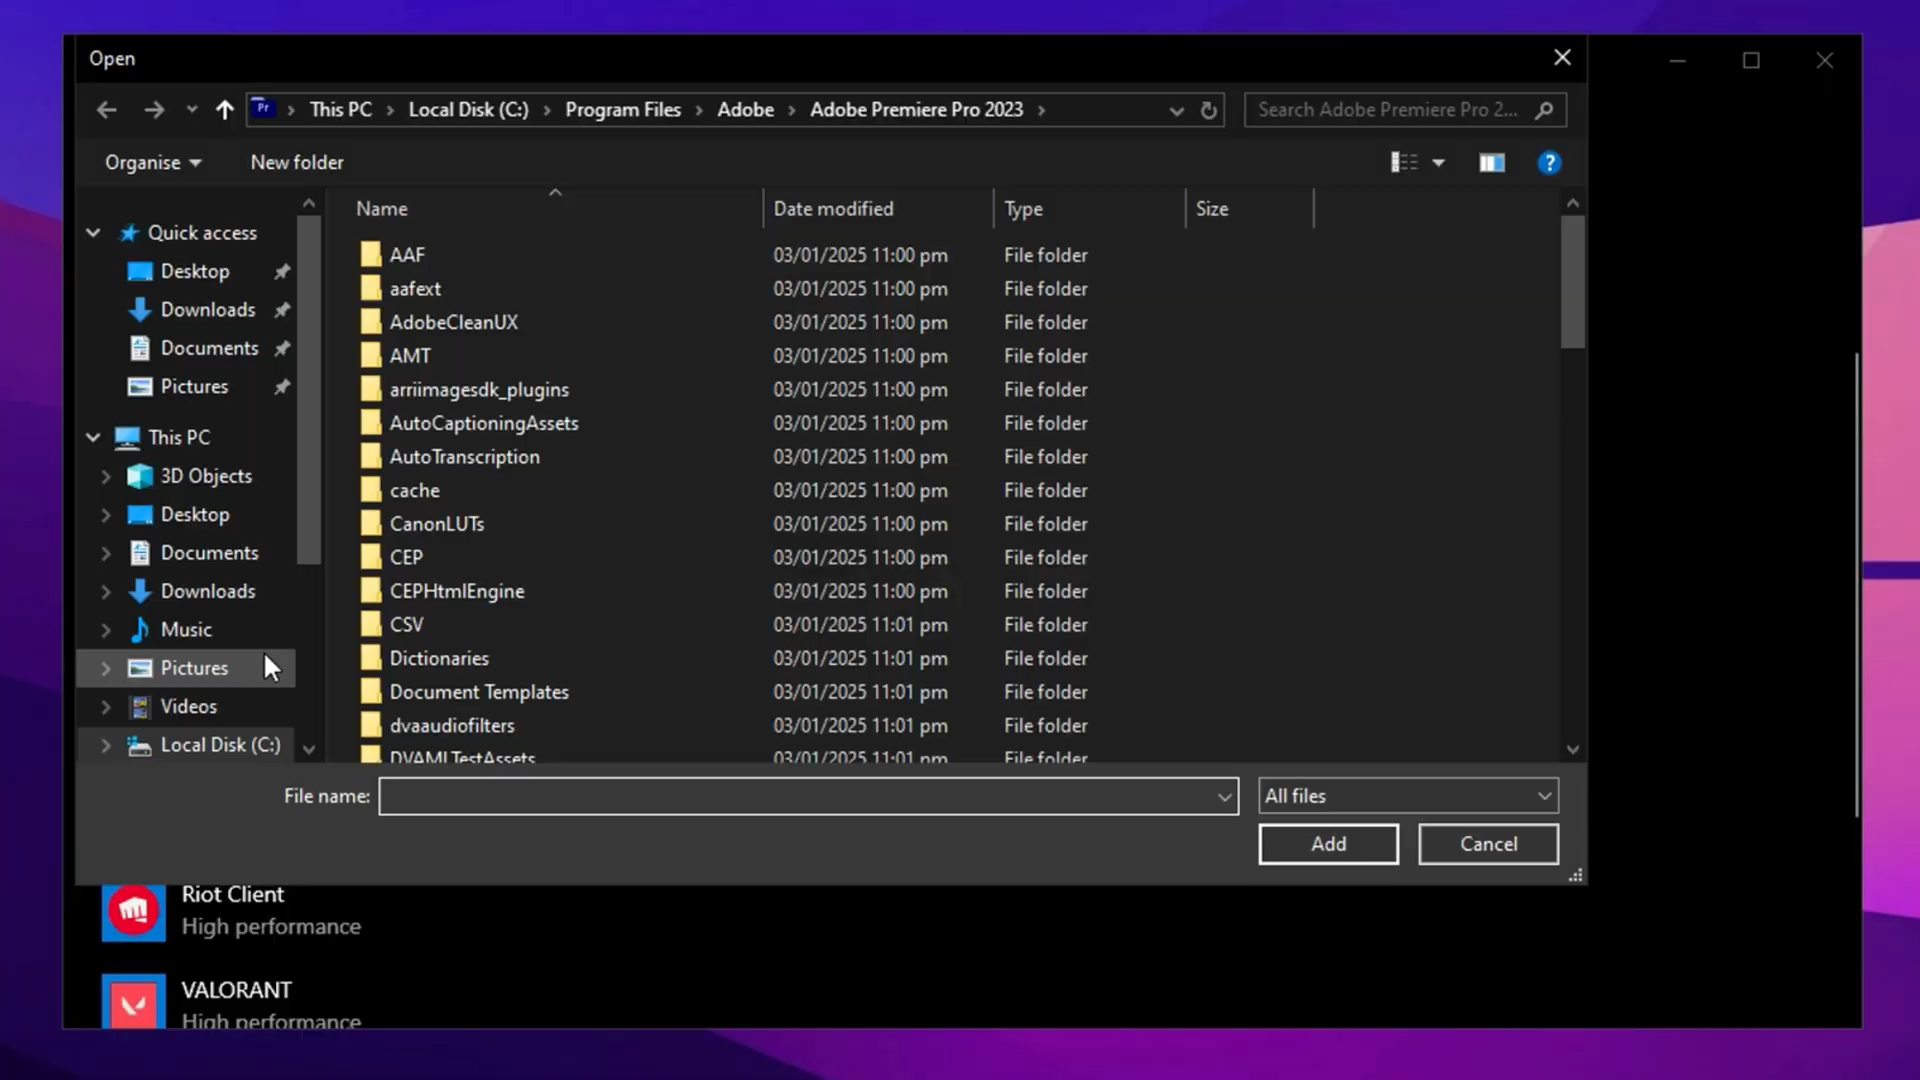 Open
Pr This PC Local Disk (C:) Program Files Adobe Adobe Premiere Pro 2023 Search Adobe Premiere Pro 2...
Organise New folder ?
Name Date modified Type Size
Quick access
Desktop
Downloads
Documents
Pictures
This PC
3D Objects
Desktop
Documents
Downloads
Music
Pictures
Videos
Local Disk (C:)
AAF 03/01/2025 11:00 pm File folder
aafext 03/01/2025 11:00 pm File folder
AdobeCleanUX 03/01/2025 11:00 pm File folder
AMT 03/01/2025 11:00 pm File folder
arriimagesdk_plugins 03/01/2025 11:00 pm File folder
AutoCaptioningAssets 03/01/2025 11:00 pm File folder
AutoTranscription 03/01/2025 11:00 pm File folder
cache 03/01/2025 11:00 pm File folder
CanonLUTs 03/01/2025 11:00 pm File folder
CEP 03/01/2025 11:00 pm File folder
CEPHtmlEngine 03/01/2025 11:00 pm File folder
CSV 03/01/2025 11:01 pm File folder
Dictionaries 03/01/2025 11:01 pm File folder
Document Templates 03/01/2025 11:01 pm File folder
dvaaudiofilters 03/01/2025 11:01 pm File folder
DVAMLTestAssets 03/01/2025 11:01 pm File folder
File name: All files
Add Cancel
Riot Client
High performance
VALORANT
High performance